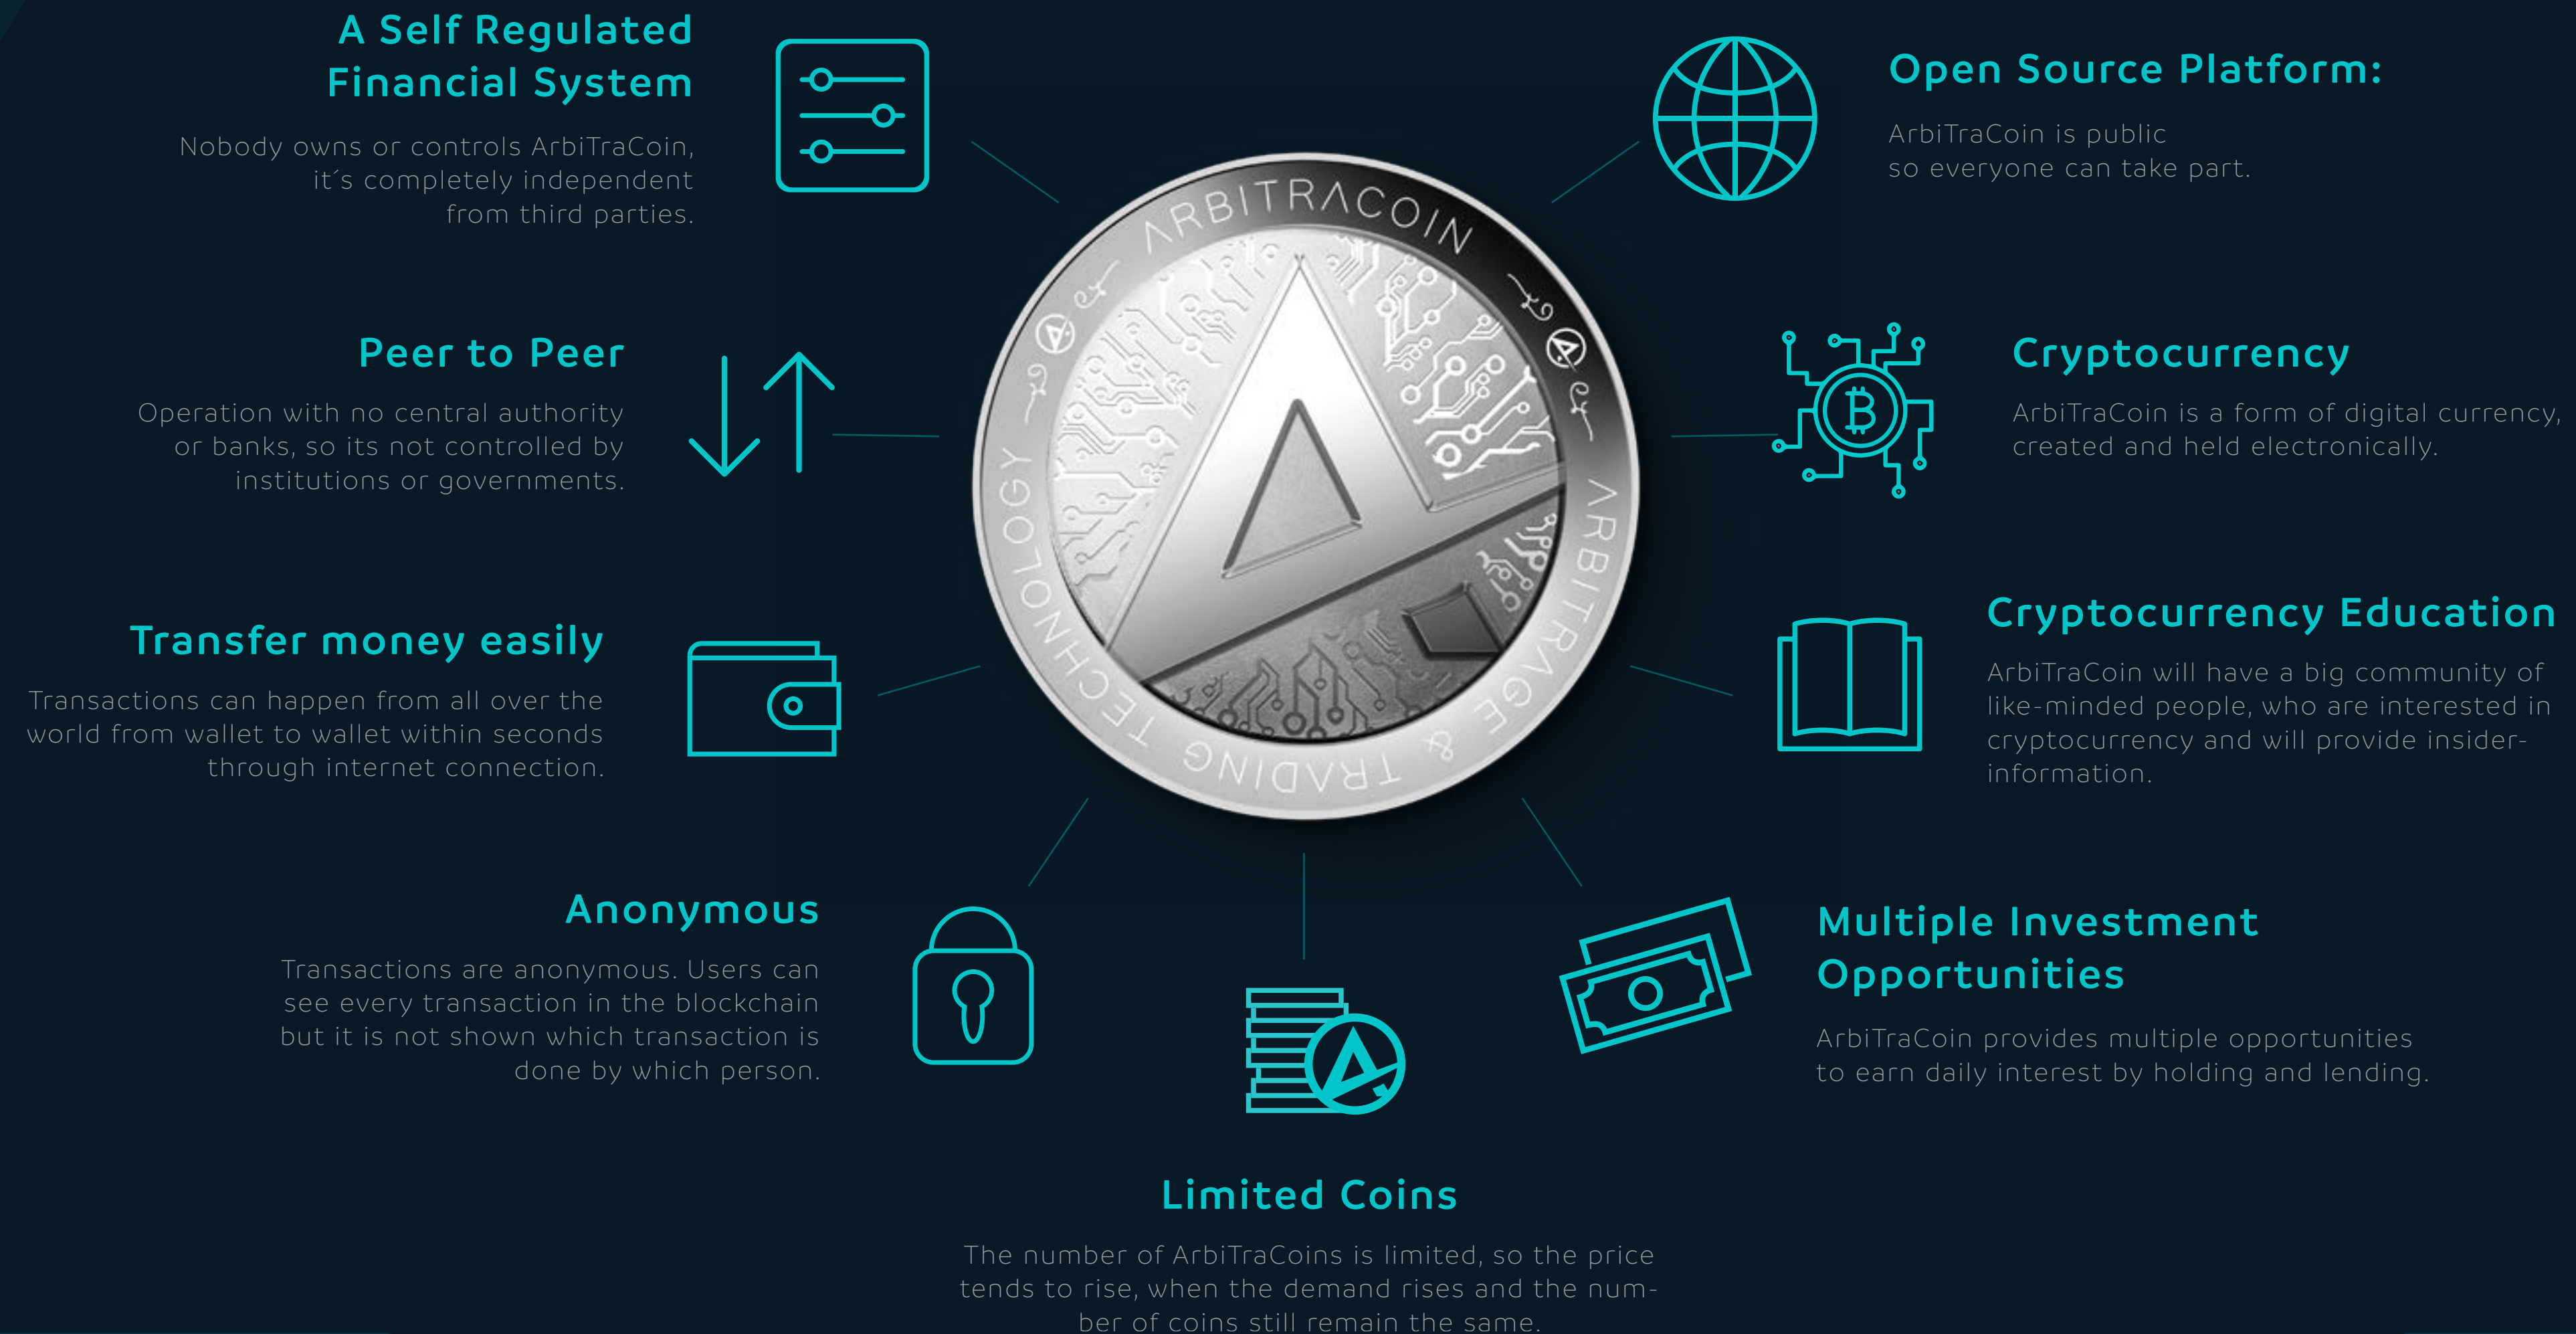 A Self Regulated
Financial System
Nobody owns or controls ArbiTraCoin,
it´s completely independent
from third parties.
Peer to Peer
Operation with no central authority
or banks, so its not controlled by
institutions or governments.
Transfer money easily
Transactions can happen from all over the
world from wallet to wallet within seconds
through internet connection.
Anonymous
Transactions are anonymous. Users can
see every transaction in the blockchain
but it is not shown which transaction is
done by which person.
ARBITRACOIN
ARBITRAGE & TRADING TECHNOLOGY
Limited Coins
The number of ArbiTraCoins is limited, so the price
tends to rise, when the demand rises and the num-
ber of coins still remain the same.
Open Source Platform:
ArbiTraCoin is public
so everyone can take part.
Cryptocurrency
ArbiTraCoin is a form of digital currency,
created and held electronically.
Cryptocurrency Education
ArbiTraCoin will have a big community of
like-minded people, who are interested in
cryptocurrency and will provide insider-
information.
Multiple Investment
Opportunities
ArbiTraCoin provides multiple opportunities
to earn daily interest by holding and lending.